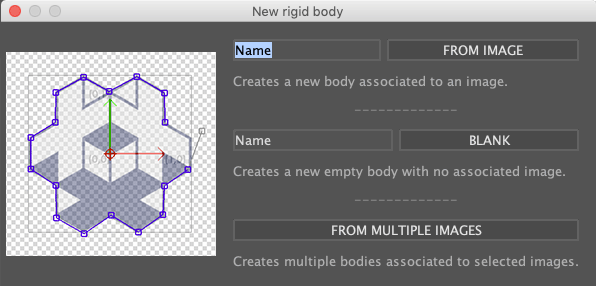 New rigid body
Name
FROM IMAGE
Creates a new body associated to an image.
Name
BLANK
Creates a new empty body with no associated image.
FROM MULTIPLE IMAGES
Creates multiple bodies associated to selected images.